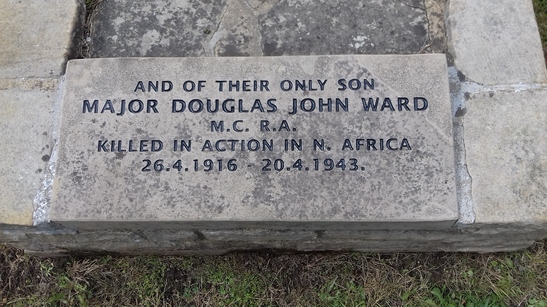 AND OF THEIR ONLY SON
MAJOR DOUGLAS JOHN WARD
M.C. R.A.
KILLED IN ACTION IN N. AFRICA
26.4.1916 - 20.4.1943.